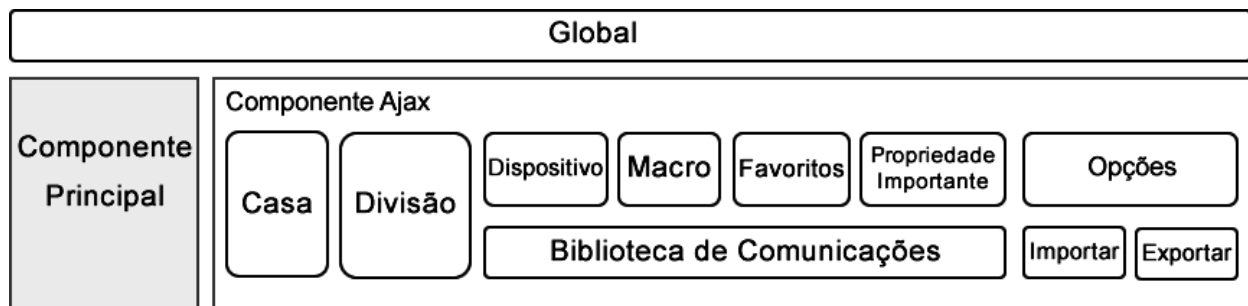 Global
Componente
Principal
Componente Ajax
Casa
Divisão
Dispositivo
Macro
Favoritos
Propriedade
Importante
Opções
Biblioteca de Comunicações
Importar
Exportar